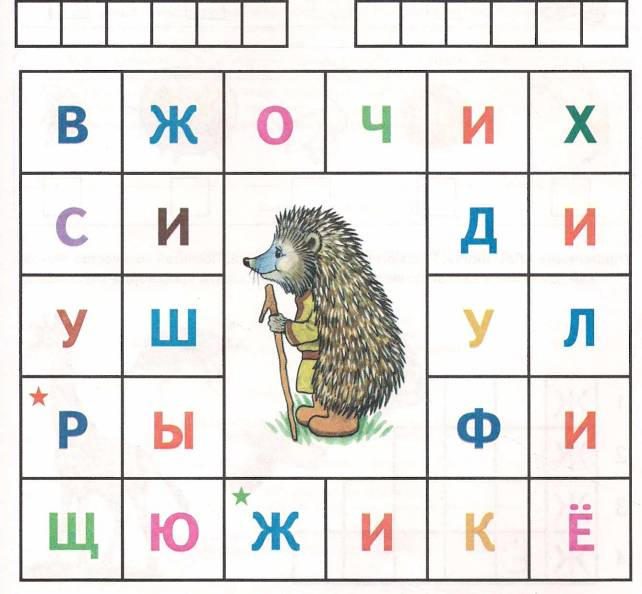 В Ж О Ч И Х
С И Д И
У Ш У Л
Р Ы Ф И
Щ Ю Ж И К Ё